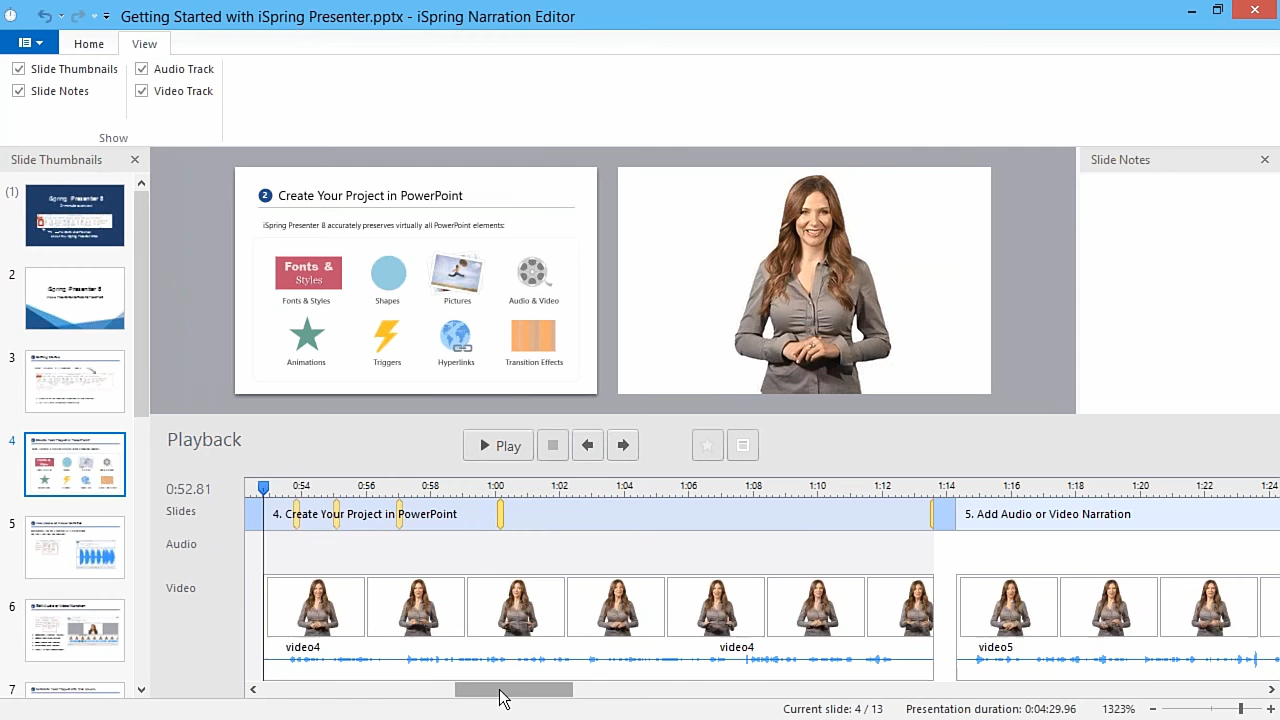 Getting Started with iSpring Presenter.pptx - iSpring Narration Editor
Home
View
Slide Thumbnails
Audio Track
Slide Notes
Video Track
Show
Slide Thumbnails
Slide Notes
(1)
iSpring Presenter 8
2
iSpring Presenter 8
3
4
5
6
7
2 Create Your Project in PowerPoint
iSpring Presenter 8 accurately preserves virtually all PowerPoint elements:
Fonts &
Styles
Fonts & Styles
Shapes
Pictures
Audio & Video
Animations
Triggers
Hyperlinks
Transition Effects
Playback
Play
0:52.81
0:54 0:56 0:58 1:00 1:02 1:04 1:06 1:08 1:10 1:12 1:14 1:16 1:18 1:20 1:22 1:24
Slides
4. Create Your Project in PowerPoint
5. Add Audio or Video Narration
Audio
Video
video4
video4
video5
Current slide: 4 / 13
Presentation duration: 0:04:29.96
1323%